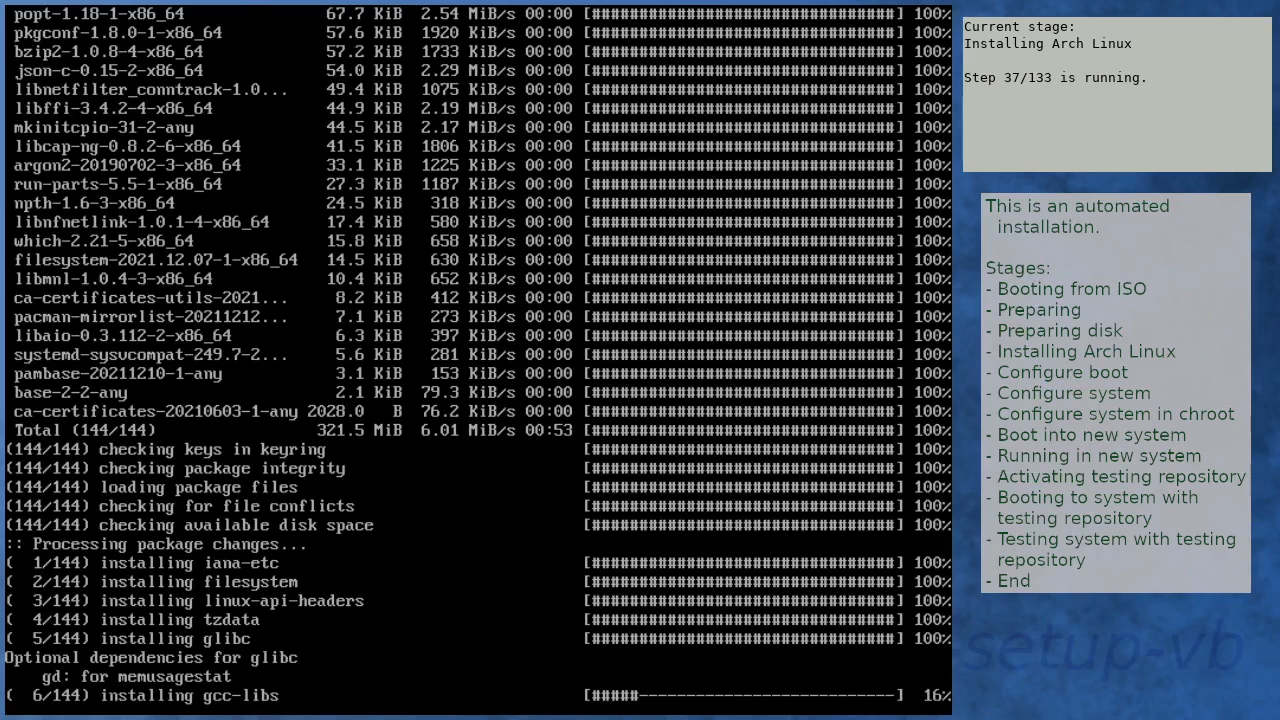 popt-1.18-1-x86_64 67.7 KiB 2.54 MiB/s 00:00 [################################] 100%
pkgconf-1.8.0-1-x86_64 57.6 KiB 1920 KiB/s 00:00 [################################] 100%
bzip2-1.0.8-4-x86_64 57.2 KiB 1733 KiB/s 00:00 [################################] 100%
json-c-0.15-2-x86_64 54.0 KiB 2.29 MiB/s 00:00 [################################] 100%
libnetfilter_conntrack-1.0... 49.4 KiB 1075 KiB/s 00:00 [################################] 100%
libffi-3.4.2-4-x86_64 44.9 KiB 2.19 MiB/s 00:00 [################################] 100%
mkinitcpio-31-2-any 44.5 KiB 2.17 MiB/s 00:00 [################################] 100%
libcap-ng-0.8.2-6-x86_64 41.5 KiB 1806 KiB/s 00:00 [################################] 100%
argon2-20190702-3-x86_64 33.1 KiB 1225 KiB/s 00:00 [################################] 100%
run-parts-5.5-1-x86_64 27.3 KiB 1187 KiB/s 00:00 [################################] 100%
npth-1.6-3-x86_64 24.5 KiB 318 KiB/s 00:00 [################################] 100%
libnfnetlink-1.0.1-4-x86_64 17.4 KiB 580 KiB/s 00:00 [################################] 100%
which-2.21-5-x86_64 15.8 KiB 658 KiB/s 00:00 [################################] 100%
filesystem-2021.12.07-1-x86_64 14.5 KiB 630 KiB/s 00:00 [################################] 100%
libmnl-1.0.4-3-x86_64 10.4 KiB 652 KiB/s 00:00 [################################] 100%
ca-certificates-utils-2021... 8.2 KiB 412 KiB/s 00:00 [################################] 100%
pacman-mirrorlist-20211212... 7.1 KiB 273 KiB/s 00:00 [################################] 100%
libaio-0.3.112-2-x86_64 6.3 KiB 397 KiB/s 00:00 [################################] 100%
systemd-sysvcompat-249.7-2... 5.6 KiB 281 KiB/s 00:00 [################################] 100%
pambase-20211210-1-any 3.1 KiB 153 KiB/s 00:00 [################################] 100%
base-2-2-any 2.1 KiB 79.3 KiB/s 00:00 [################################] 100%
ca-certificates-20210603-1-any 2028.0 B 76.2 KiB/s 00:00 [################################] 100%
Total (144/144) 321.5 MiB 6.01 MiB/s 00:53 [################################] 100%
(144/144) checking keys in keyring [################################] 100%
(144/144) checking package integrity [################################] 100%
(144/144) loading package files [################################] 100%
(144/144) checking for file conflicts [################################] 100%
(144/144) checking available disk space [################################] 100%
:: Processing package changes...
( 1/144) installing iana-etc [################################] 100%
( 2/144) installing filesystem [################################] 100%
( 3/144) installing linux-api-headers [################################] 100%
( 4/144) installing tzdata [################################] 100%
( 5/144) installing glibc [################################] 100%
Optional dependencies for glibc
gd: for memusagestat
( 6/144) installing gcc-libs [#####---------------------------] 16%
Current stage:
Installing Arch Linux
Step 37/133 is running.
This is an automated
installation.
Stages:
- Booting from ISO
- Preparing
- Preparing disk
- Installing Arch Linux
- Configure boot
- Configure system
- Configure system in chroot
- Boot into new system
- Running in new system
- Activating testing repository
- Booting to system with
testing repository
- Testing system with testing
repository
- End
setup-vb